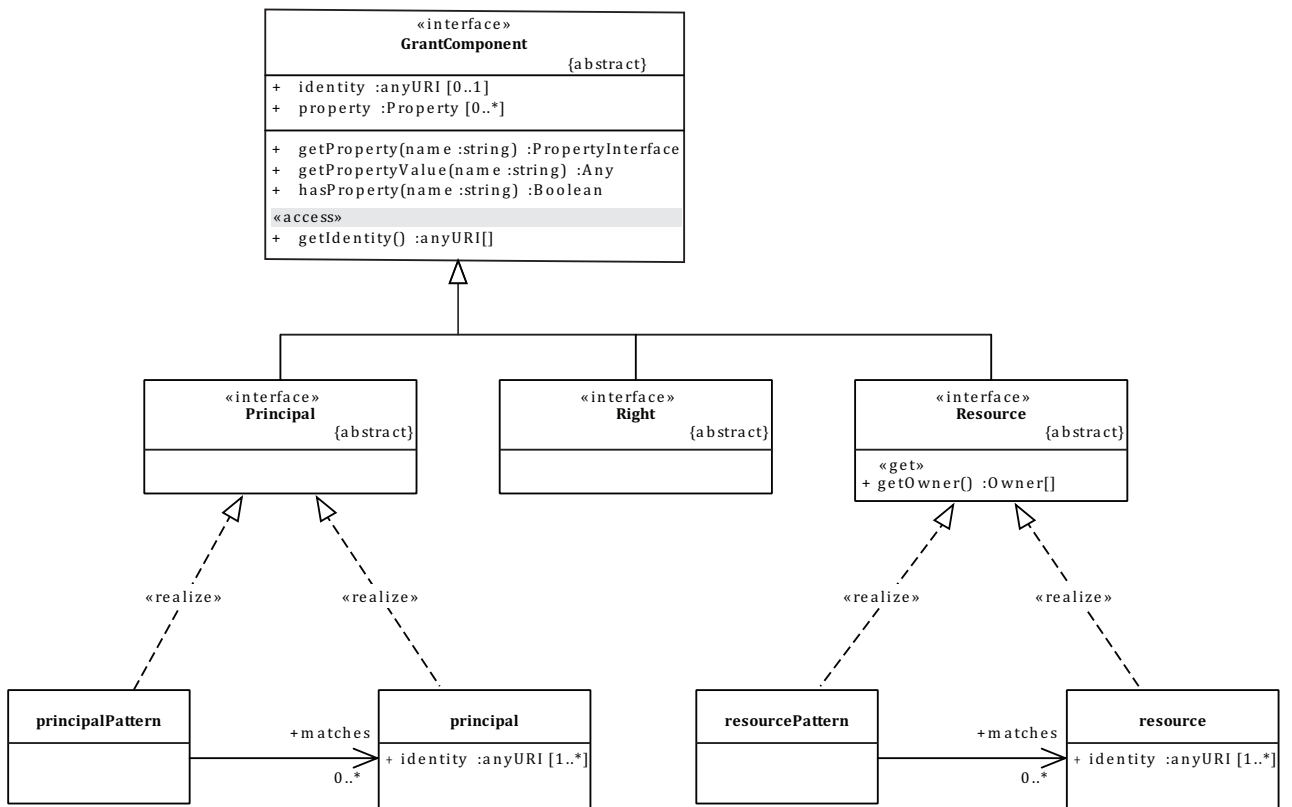 «interface»
GrantComponent
{abstract}
+ identity :anyURI [0..1]
+ property :Property [0..*]
+ getProperty(name :string) :PropertyInterface
+ getPropertyValue(name :string) :Any
+ hasProperty(name :string) :Boolean
«access»
+ getIdentity() :anyURI[]
«interface»
Principal
{abstract}
«interface»
Right
{abstract}
«interface»
Resource
{abstract}
«get»
+ getOwner() :Owner[]
«realize»
«realize»
«realize»
«realize»
principalPattern
+matches
0..*
principal
+ identity :anyURI [1..*]
resourcePattern
+matches
0..*
resource
+ identity :anyURI [1..*]